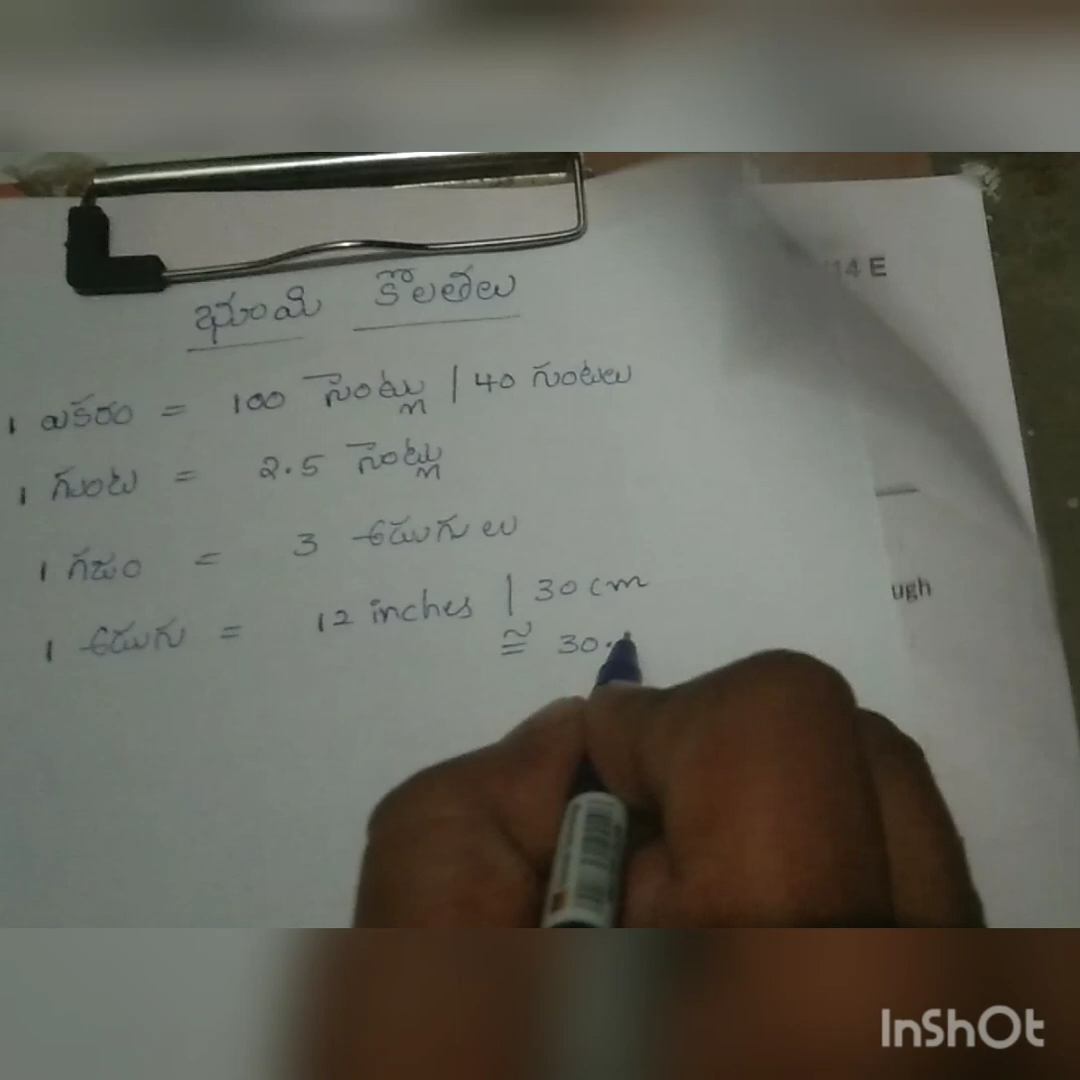 భూమి కొలతలు
1 ఎకరం = 100 సెంట్లు | 40 గుంటలు
1 గుంట = 2.5 సెంట్లు
1 గజం = 3 అడుగులు
1 అడుగు = 12 inches | 30 cm
≅ 30.
14 E
ugh
InShOt